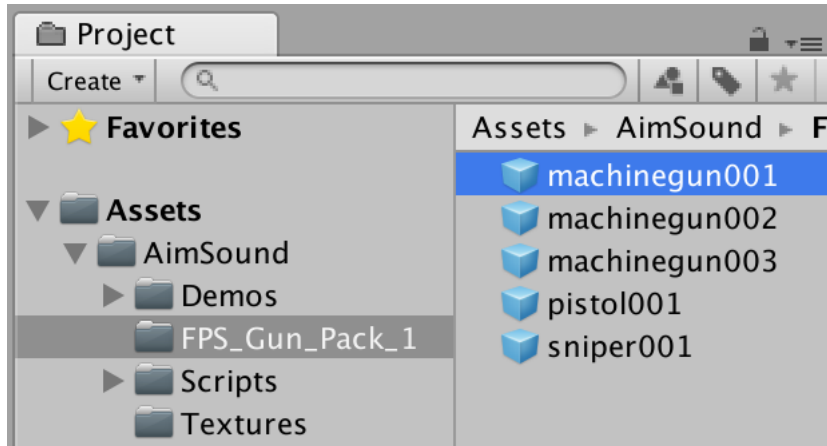 Project
Create
Favorites
Assets
AimSound
Demos
FPS_Gun_Pack_1
Scripts
Textures
Assets AimSound F
machinegun001
machinegun002
machinegun003
pistol001
sniper001